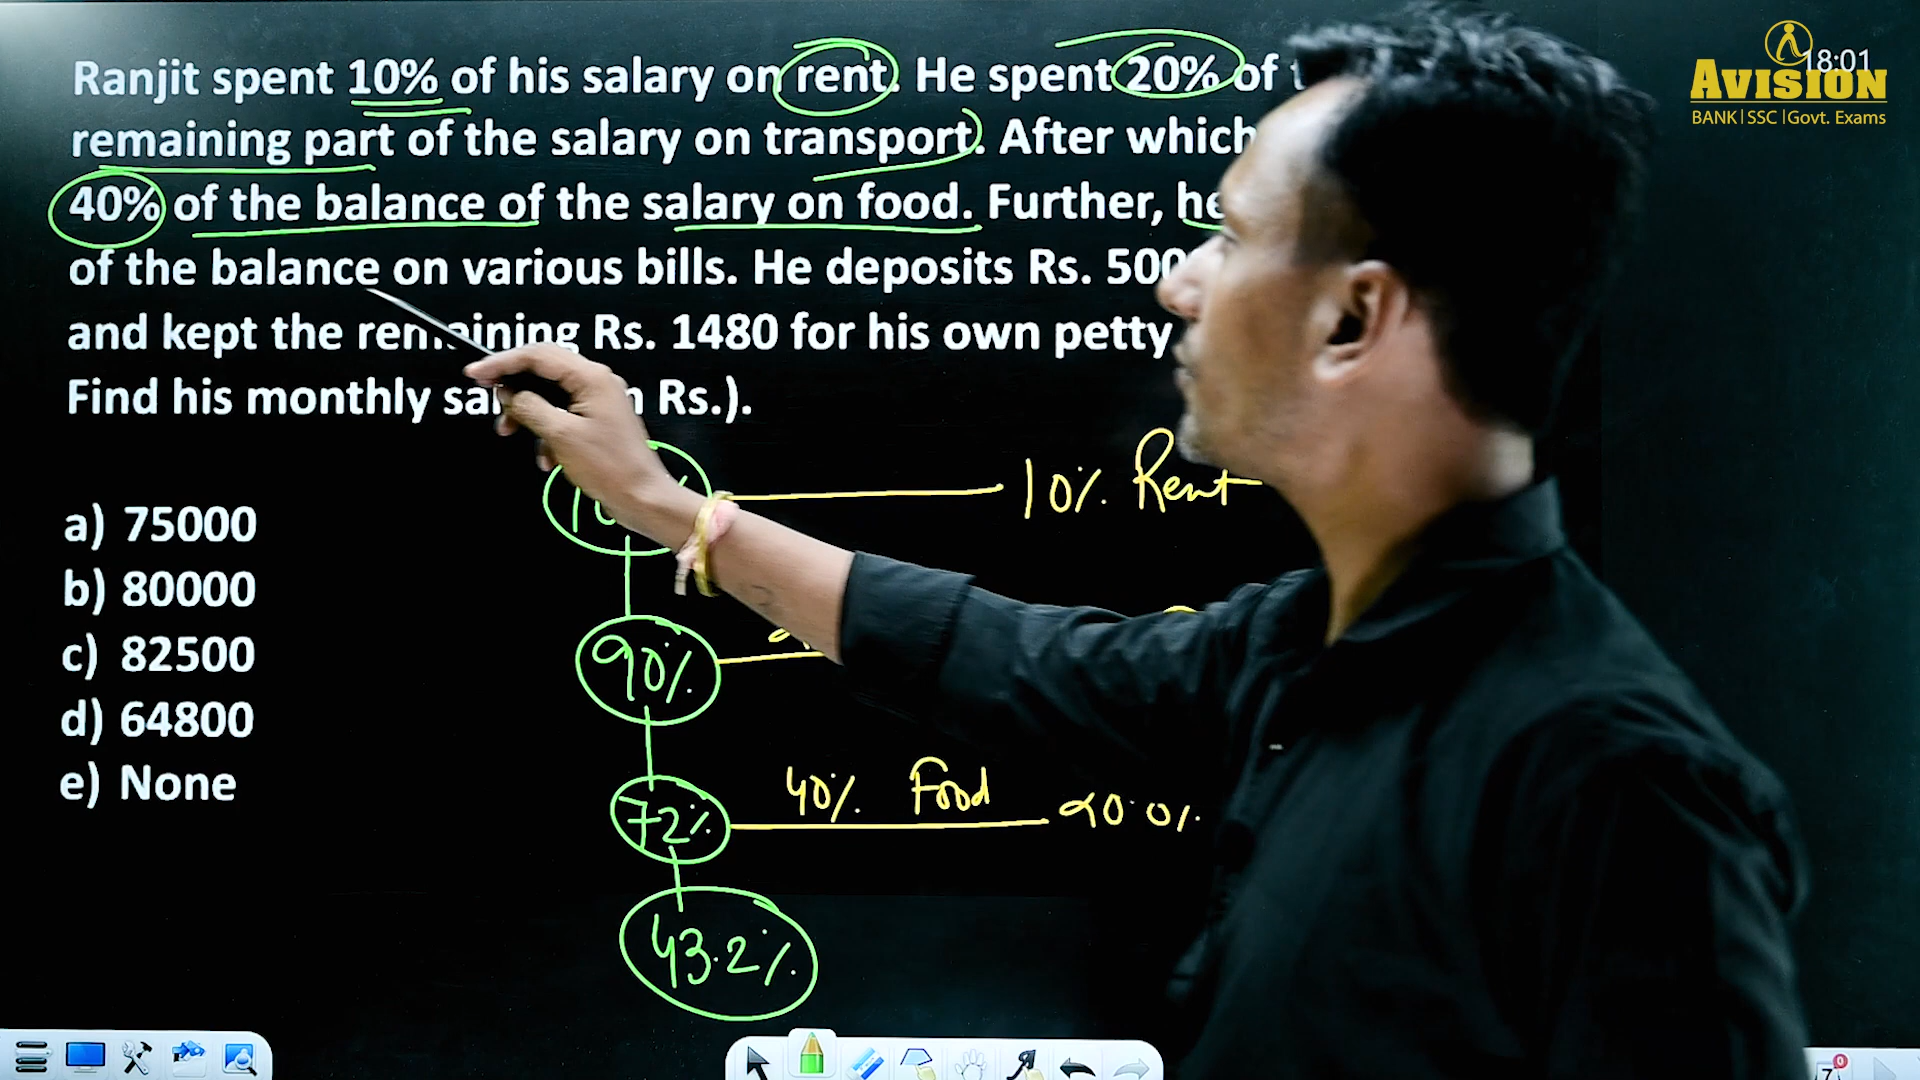 Ranjit spent 10% of his salary on rent. He spent 20% of
remaining part of the salary on transport. After which
40% of the balance of the salary on food. Further, he
of the balance on various bills. He deposits Rs. 500
and kept the remaining Rs. 1480 for his own petty
Find his monthly Rs.).
a) 75000
b) 80000
c) 82500
d) 64800
e) None
10% Rent
90%
40% Food
72%
43.2%
18:01
AVISION
BANK|SSC|Govt. Exams